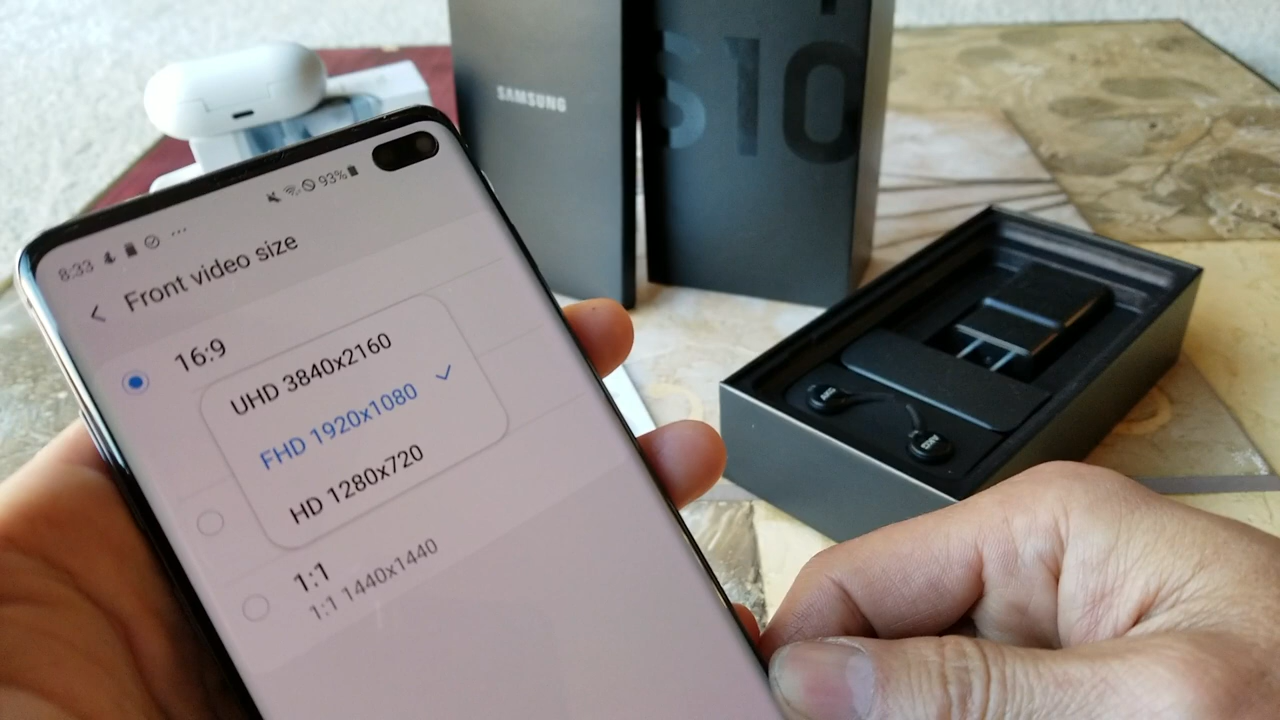 SAMSUNG
S10
8:33
93%
Front video size
16:9
UHD 3840x2160
FHD 1920x1080
HD 1280x720
1:1
1:1 1440x1440
AKG
AKG